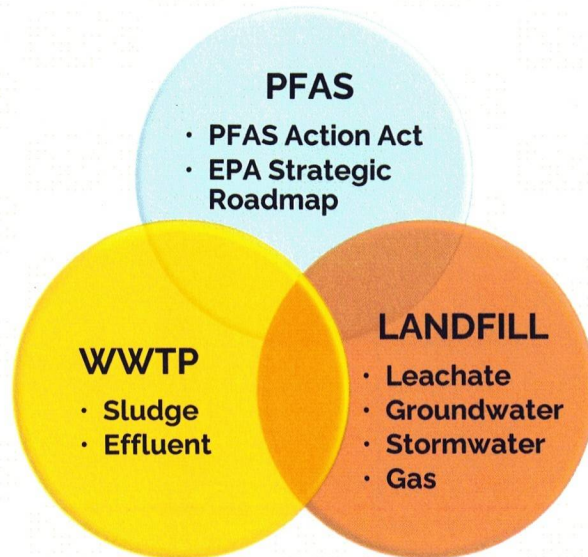 PFAS
· PFAS Action Act
· EPA Strategic
Roadmap
WWTP
· Sludge
· Effluent
LANDFILL
· Leachate
· Groundwater
· Stormwater
· Gas